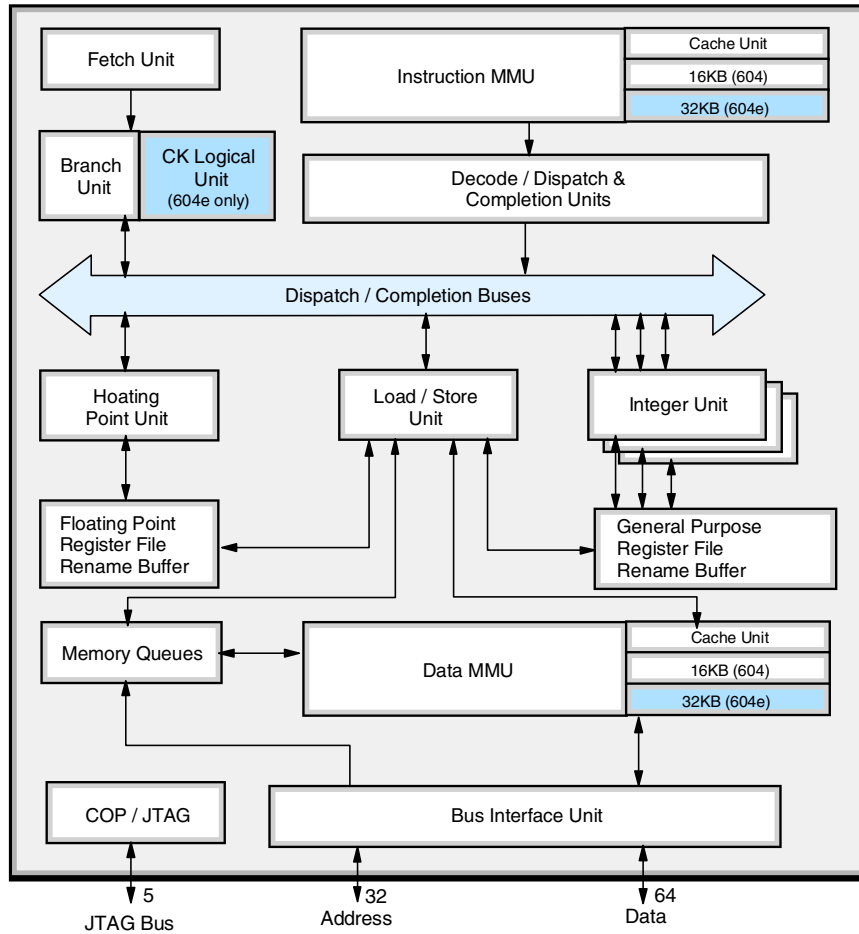 Fetch Unit
Instruction MMU
Cache Unit
16KB (604)
32KB (604e)
Branch
Unit
CK Logical
Unit
(604e only)
Decode / Dispatch &
Completion Units
Dispatch / Completion Buses
Hoating
Point Unit
Load / Store
Unit
Integer Unit
Floating Point
Register File
Rename Buffer
General Purpose
Register File
Rename Buffer
Memory Queues
Data MMU
Cache Unit
16KB (604)
32KB (604e)
COP / JTAG
Bus Interface Unit
5
JTAG Bus
32
Address
64
Data